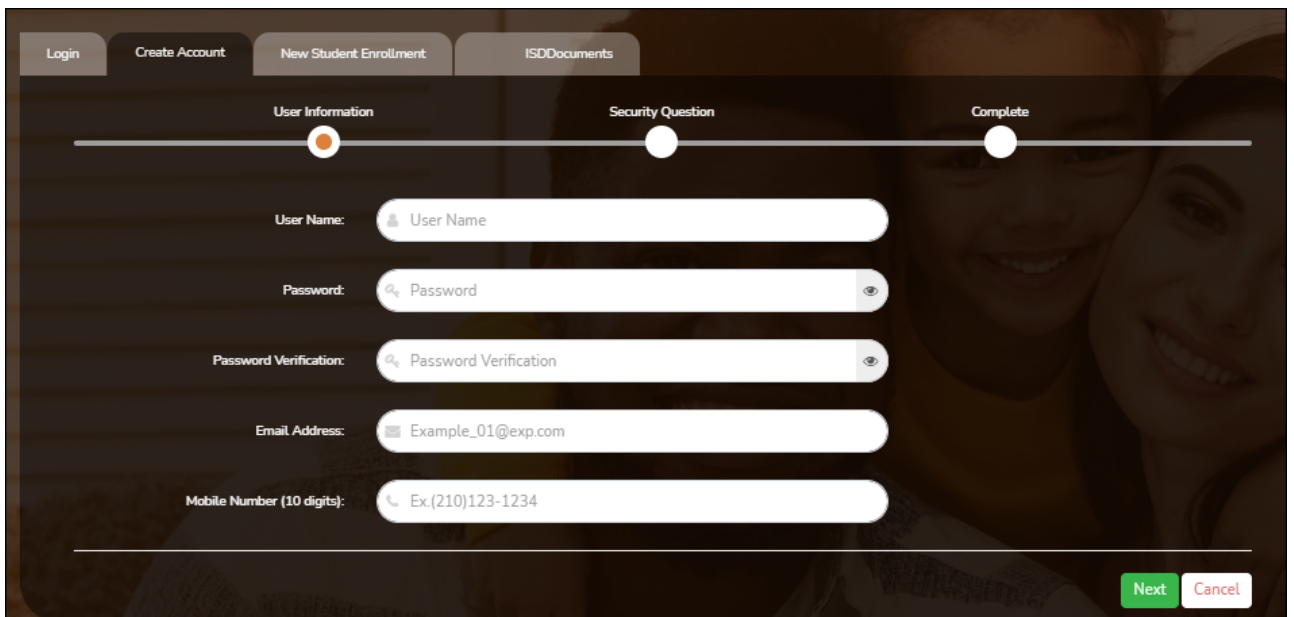 Login Create Account New Student Enrollment ISDDocuments
User Information Security Question Complete
User Name: User Name
Password: Password
Password Verification: Password Verification
Email Address: Example_01@exp.com
Mobile Number (10 digits): Ex.(210)123-1234
Next Cancel